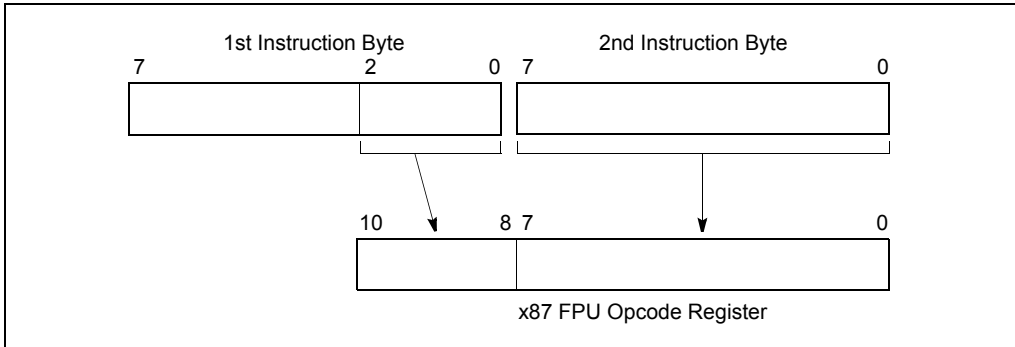 1st Instruction Byte 2nd Instruction Byte
7 2 0 7 0
10 8 7 0
x87 FPU Opcode Register